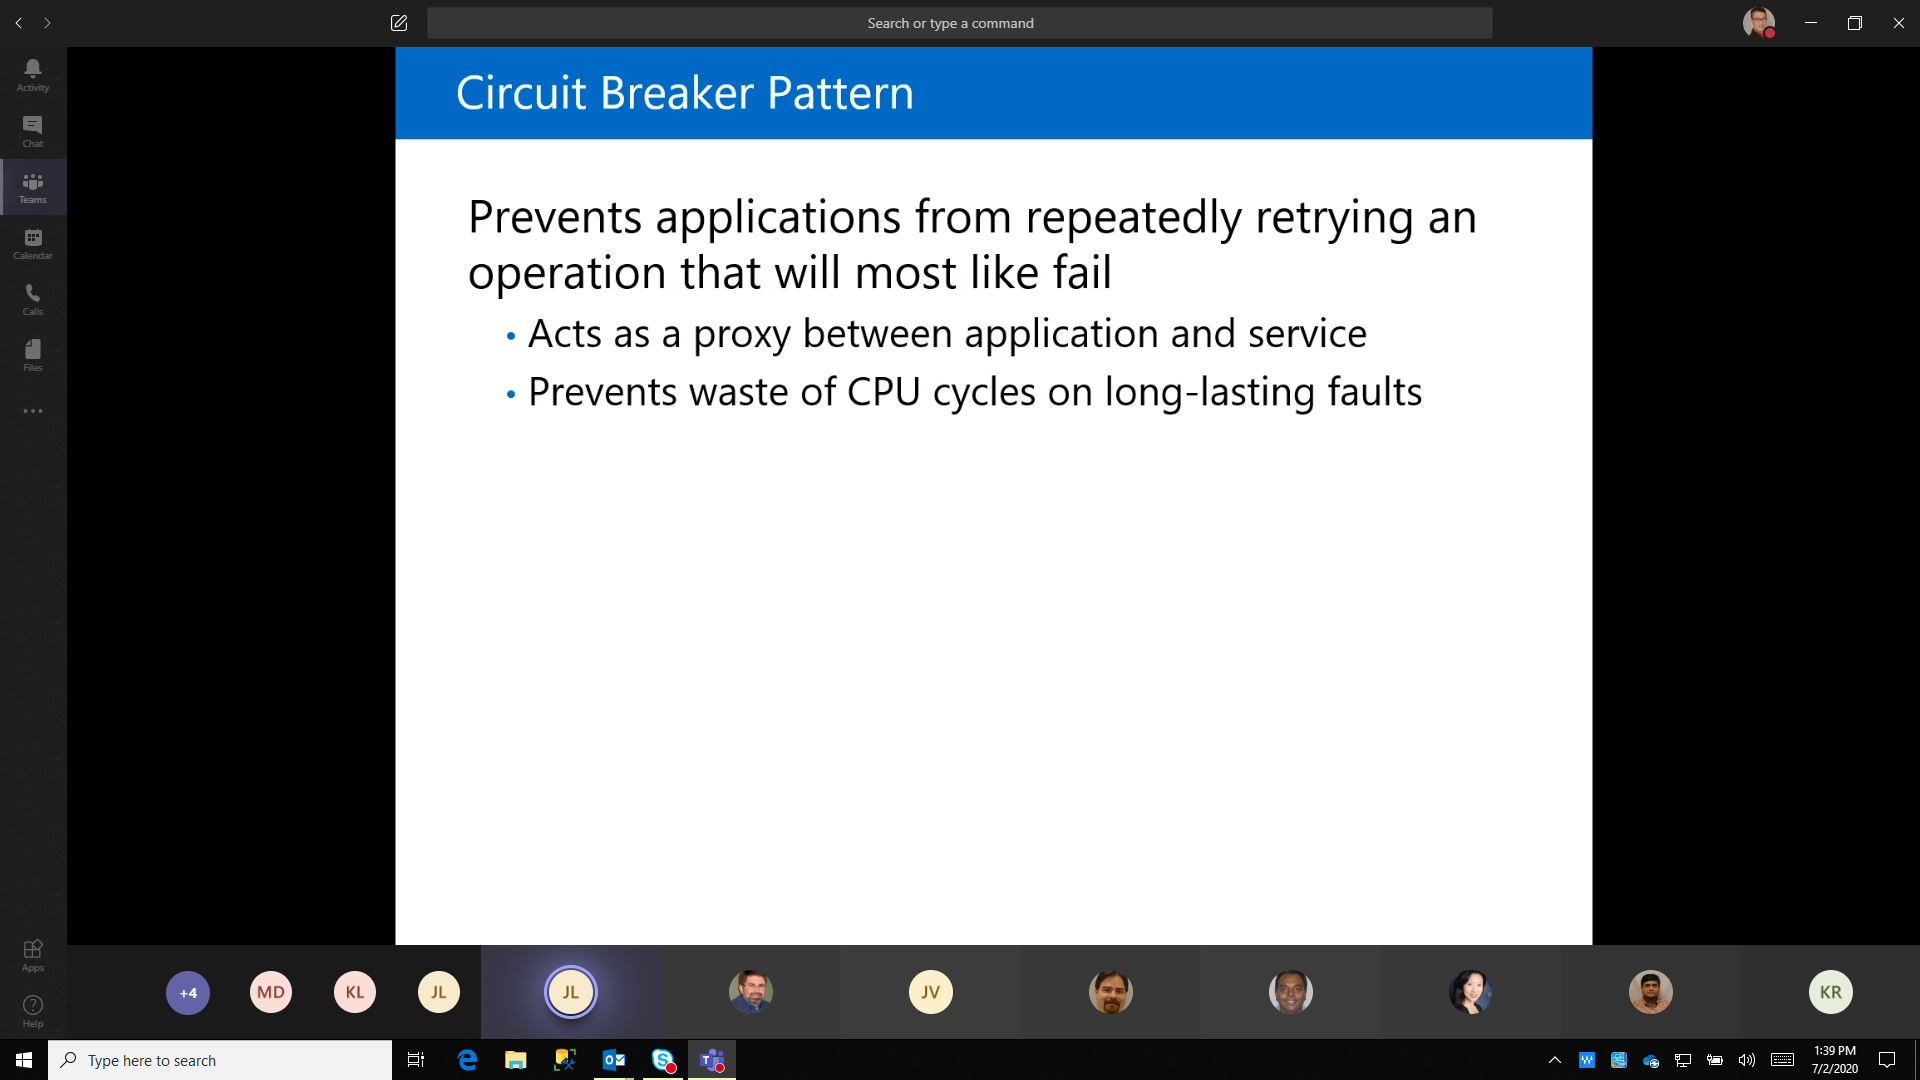 Search or type a command
Activity
Chat
Teams
Calendar
Calls
Files
Apps
Help
Circuit Breaker Pattern
Prevents applications from repeatedly retrying an
operation that will most like fail
• Acts as a proxy between application and service
• Prevents waste of CPU cycles on long-lasting faults
+4
MD
KL
JL
JL
JV
KR
Type here to search
1:39 PM
7/2/2020